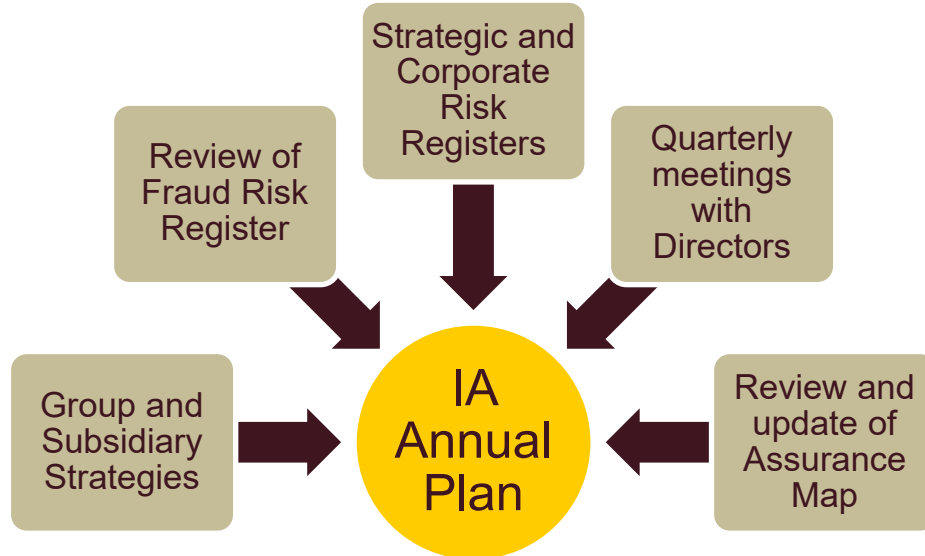 Strategic and
Corporate
Risk
Registers
Review of
Fraud Risk
Register
Quarterly
meetings
with
Directors
Group and
Subsidiary
Strategies
IA
Annual
Plan
Review and
update of
Assurance
Map